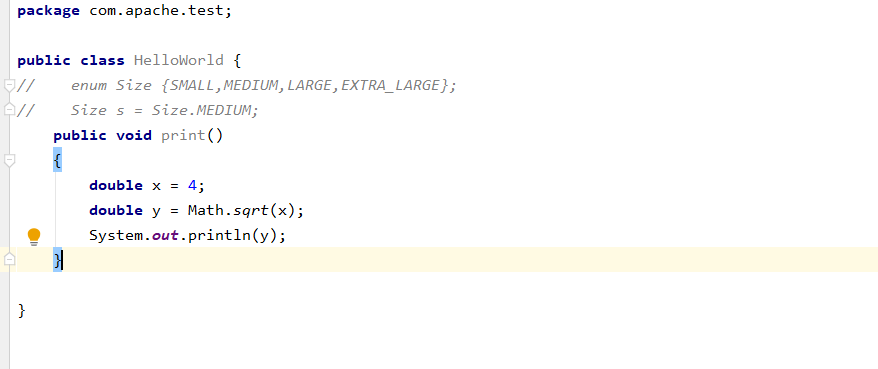 package com.apache.test;
public class HelloWorld {
//    enum Size {SMALL,MEDIUM,LARGE,EXTRA_LARGE};
//    Size s = Size.MEDIUM;
    public void print()
    {
        double x = 4;
        double y = Math.sqrt(x);
        System.out.println(y);
    }
}